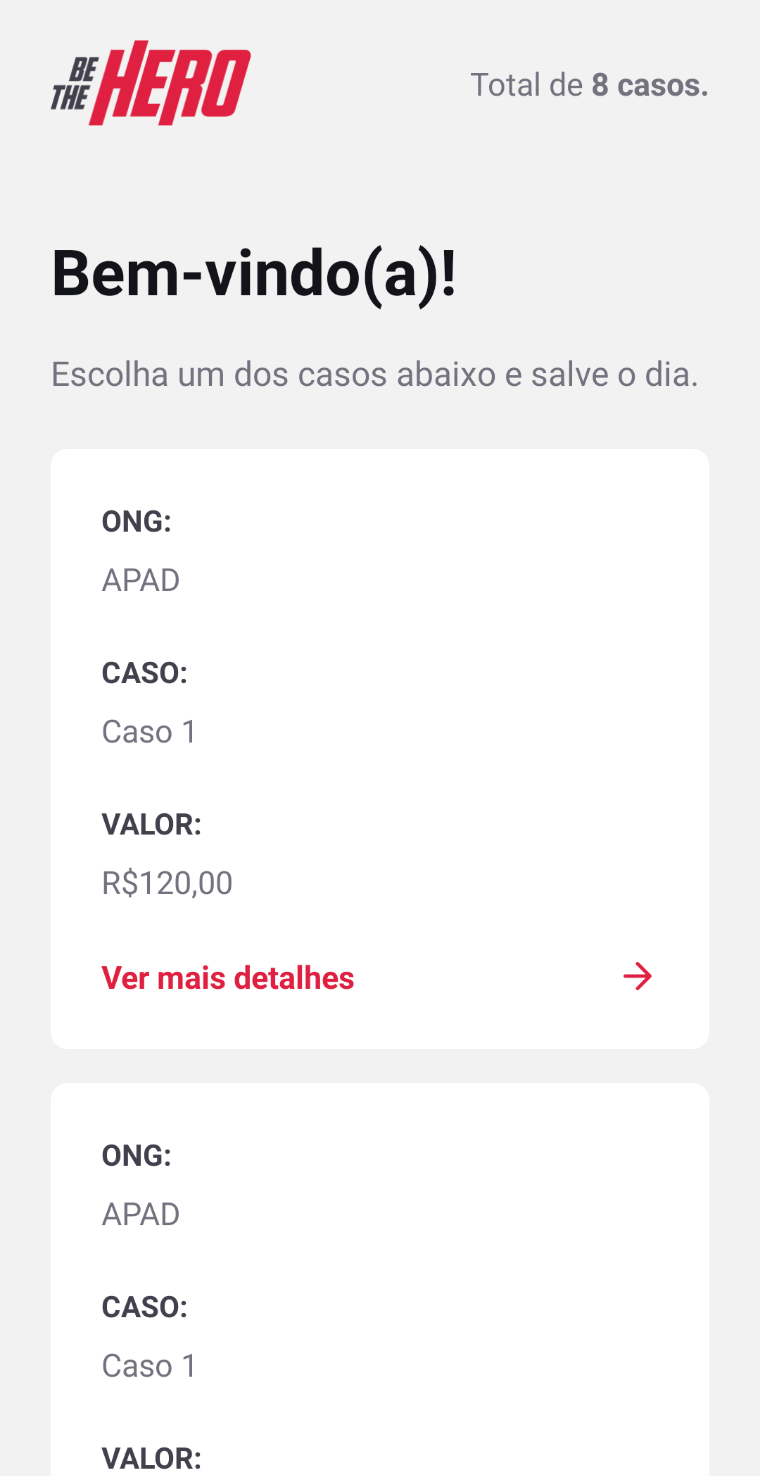 BE
THE HERO
Total de 8 casos.
Bem-vindo(a)!
Escolha um dos casos abaixo e salve o dia.
ONG:
APAD
CASO:
Caso 1
VALOR:
R$120,00
Ver mais detalhes
ONG:
APAD
CASO:
Caso 1
VALOR: